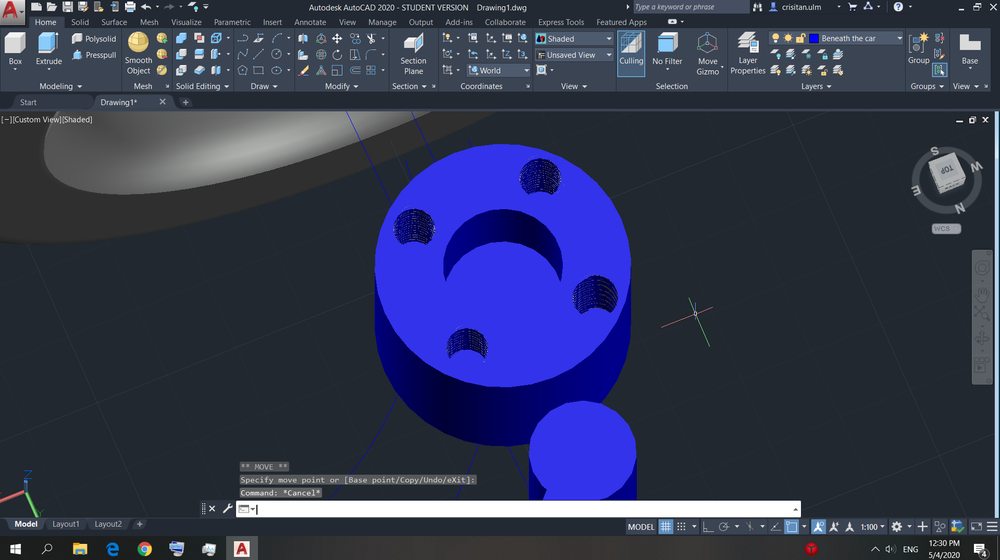 Autodesk AutoCAD 2020 - STUDENT VERSION    Drawing1.dwg
Type a keyword or phrase
crisitan.ulm
Home
Solid
Surface
Mesh
Visualize
Parametric
Insert
Annotate
View
Manage
Output
Add-ins
Collaborate
Express Tools
Featured Apps
Box
Extrude
Polysolid
Presspull
Modeling
Smooth
Object
Mesh
Solid Editing
Draw
Modify
Section
Plane
Section
World
Coordinates
Shaded
Unsaved View
View
Culling
No Filter
Move
Gizmo
Selection
Layer
Properties
Beneath the car
Layers
Group
Groups
Base
View
Start
Drawing1*
[−][Custom View][Shaded]
S
W
TOP
E
N
WCS
** MOVE **
Specify move point or [Base point/Copy/Undo/eXit]:
Command: *Cancel*
Z
Y
Model
Layout1
Layout2
MODEL
1:100
ENG
12:30 PM
5/4/2020
4